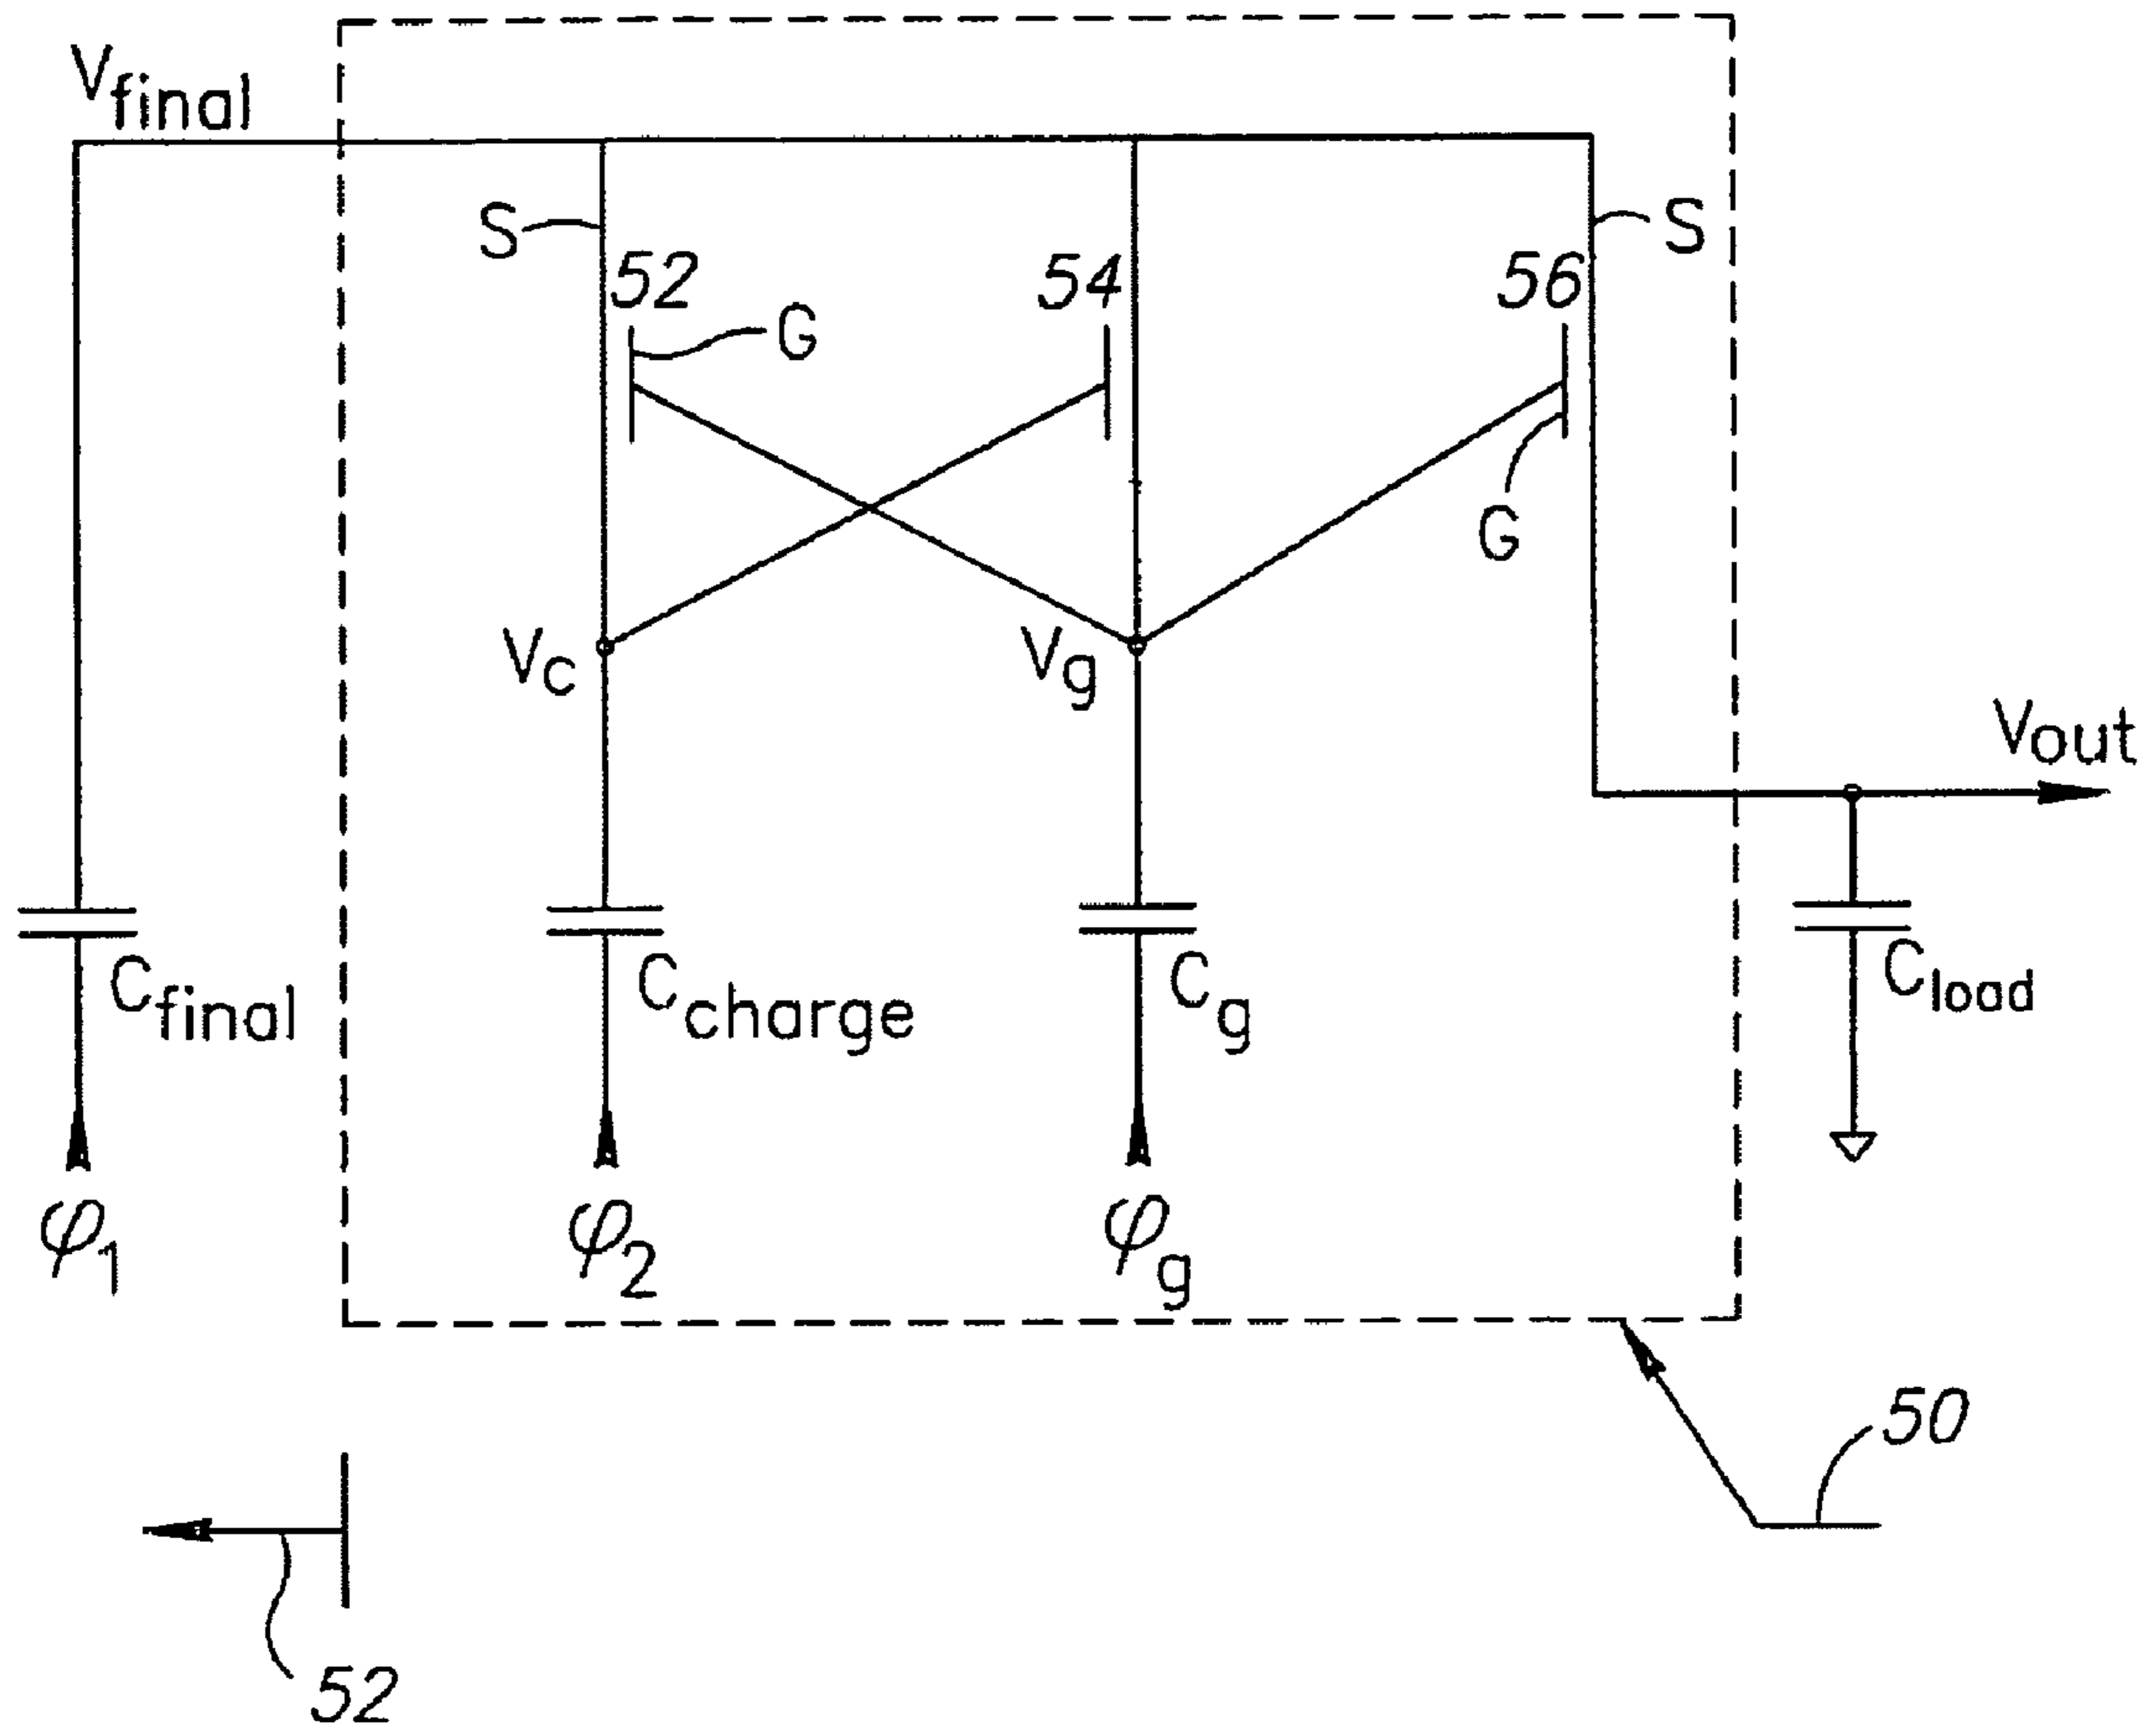 Vfinal
S
S
52
54
56
G
G
Vc
Vg
Vout
Cfinal
Ccharge
Cg
Cload
φ1
φ2
φg
50
52